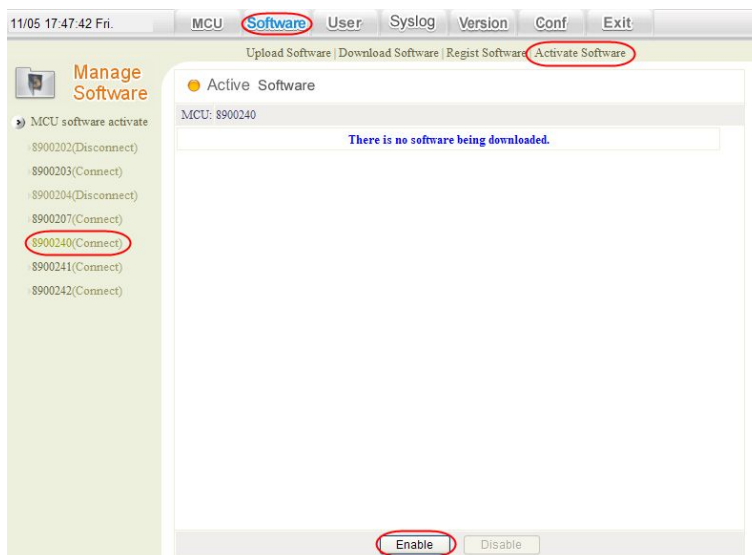 11/05 17:47:42 Fri.
MCU Software User Syslog Version Conf Exit
Upload Software | Download Software | Regist Software | Activate Software
Manage
Software
MCU software activate
8900202(Disconnect)
8900203(Connect)
8900204(Disconnect)
8900207(Connect)
8900240(Connect)
8900241(Connect)
8900242(Connect)
Active Software
MCU: 8900240
There is no software being downloaded.
Enable Disable